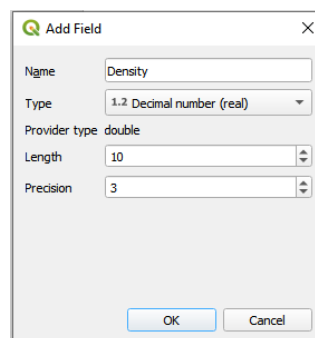 Add Field
Name Density
Type 1.2 Decimal number (real)
Provider type double
Length 10
Precision 3
OK Cancel